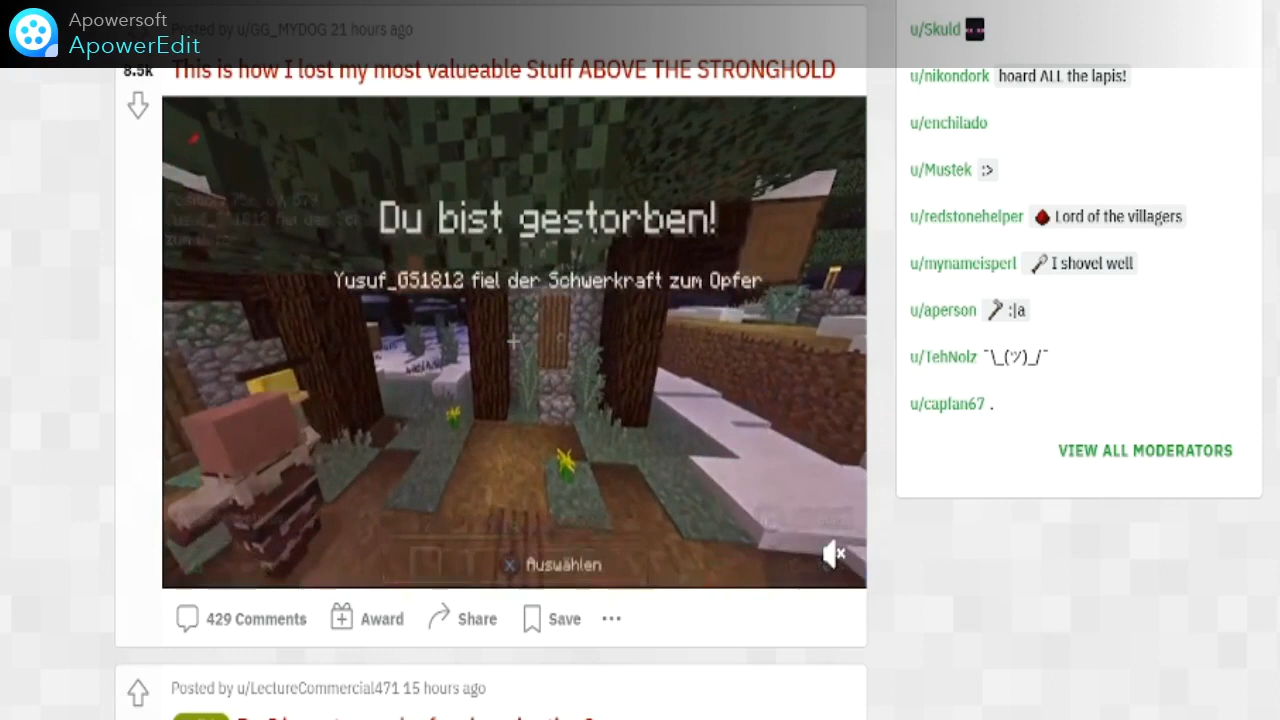 Apowersoft
ApowerEdit
Posted by u/GG_MYDOG 21 hours ago
8.5k
This is how I lost my most valueable Stuff ABOVE THE STRONGHOLD
Du bist gestorben!
Yusuf_GS1812 fiel der Schwerkraft zum Opfer
Auswählen
429 Comments
Award
Share
Save
Posted by u/LectureCommercial471 15 hours ago
u/Skuld
u/nikondork hoard ALL the lapis!
u/enchilado
u/Mustek :>
u/redstonehelper Lord of the villagers
u/mynameisperl I shovel well
u/aperson :|a
u/TehNolz ¯\_(ツ)_/¯
u/caplan67 .
VIEW ALL MODERATORS